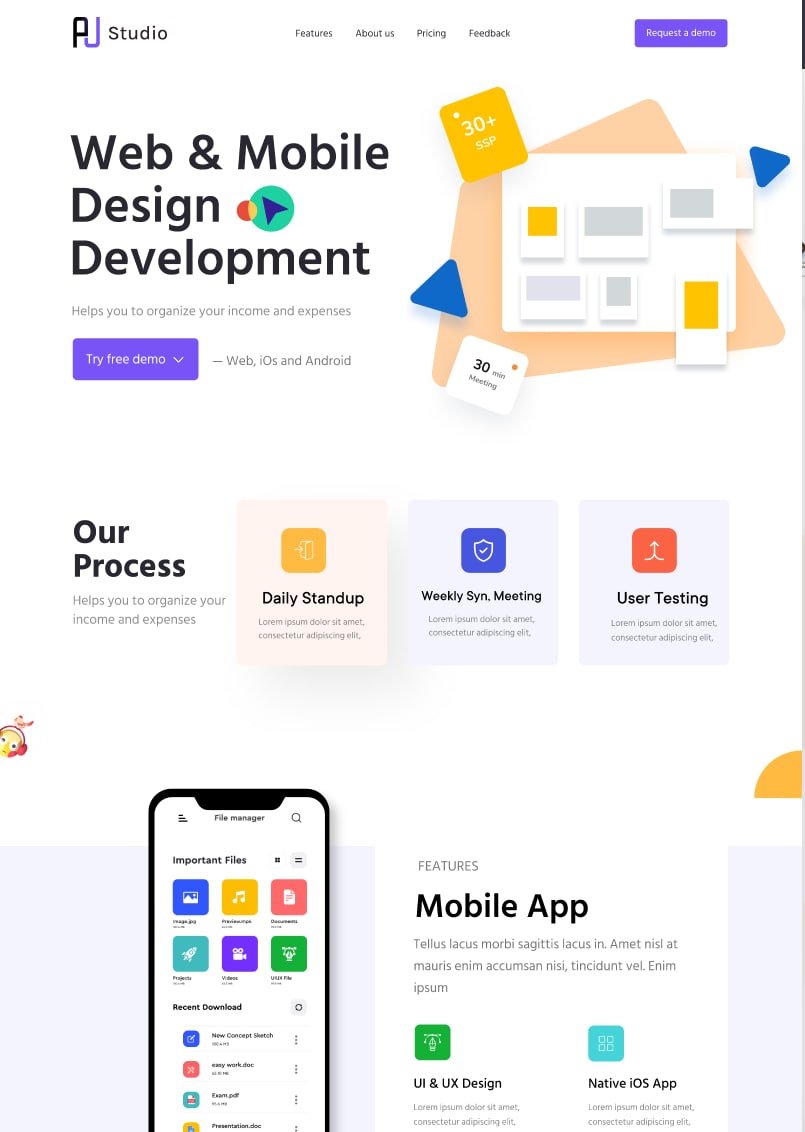 AJ Studio
Features
About us
Pricing
Feedback
Request a demo
Web & Mobile
Design
Development
Helps you to organize your income and expenses
Try free demo
— Web, iOs and Android
30+
SSP
30 min
Meeting
Our
Process
Helps you to organize your
income and expenses
Daily Standup
Lorem ipsum dolor sit amet,
consectetur adipiscing elit,
Weekly Syn. Meeting
Lorem ipsum dolor sit amet,
consectetur adipiscing elit,
User Testing
Lorem ipsum dolor sit amet,
consectetur adipiscing elit,
File manager
Important Files
Image.jpg
Preview.mp4
Documents
Projects
Videos
UIUX File
Recent Download
New Concept Sketch
easy work.doc
Exam.pdf
Presentation.doc
FEATURES
Mobile App
Tellus lacus morbi sagittis lacus in. Amet nisl at
mauris enim accumsan nisi, tincidunt vel. Enim
ipsum
UI & UX Design
Lorem ipsum dolor sit amet,
consectetur adipiscing elit,
Native iOS App
Lorem ipsum dolor sit amet,
consectetur adipiscing elit,